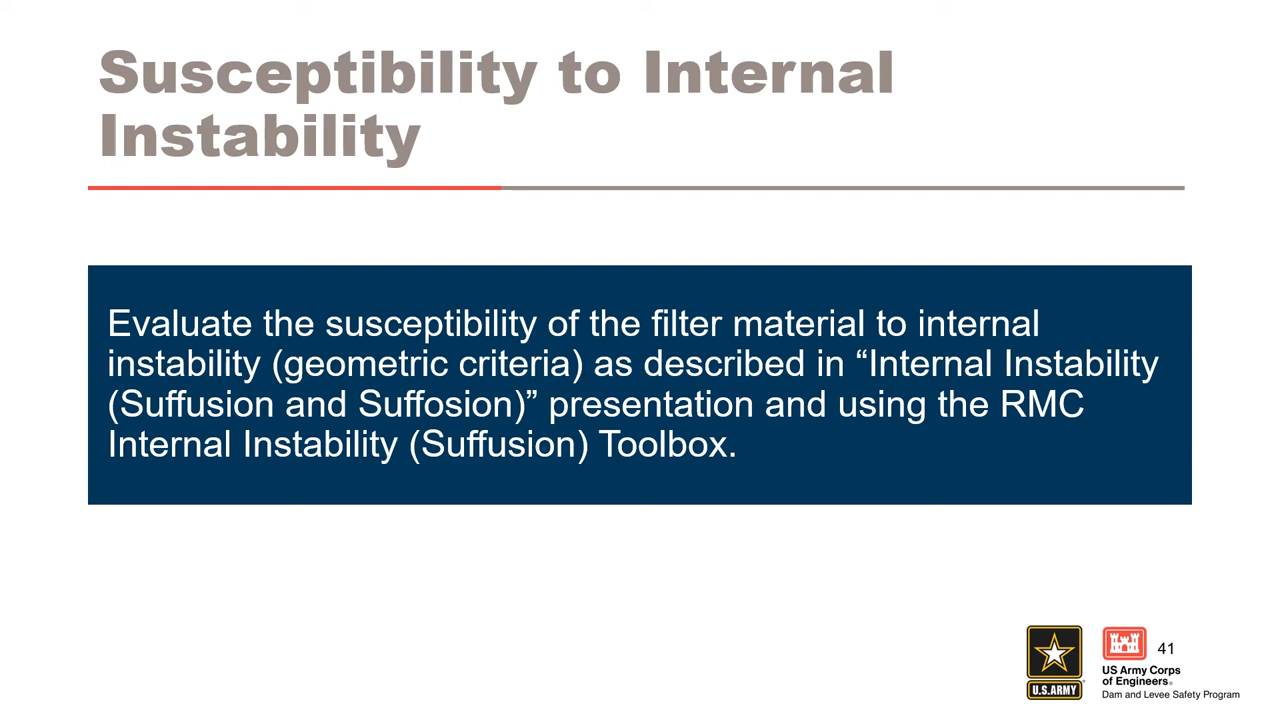 Susceptibility to Internal
Instability
Evaluate the susceptibility of the filter material to internal
instability (geometric criteria) as described in “Internal Instability
(Suffusion and Suffosion)” presentation and using the RMC
Internal Instability (Suffusion) Toolbox.
41
U.S.ARMY
US Army Corps
of Engineers®
Dam and Levee Safety Program